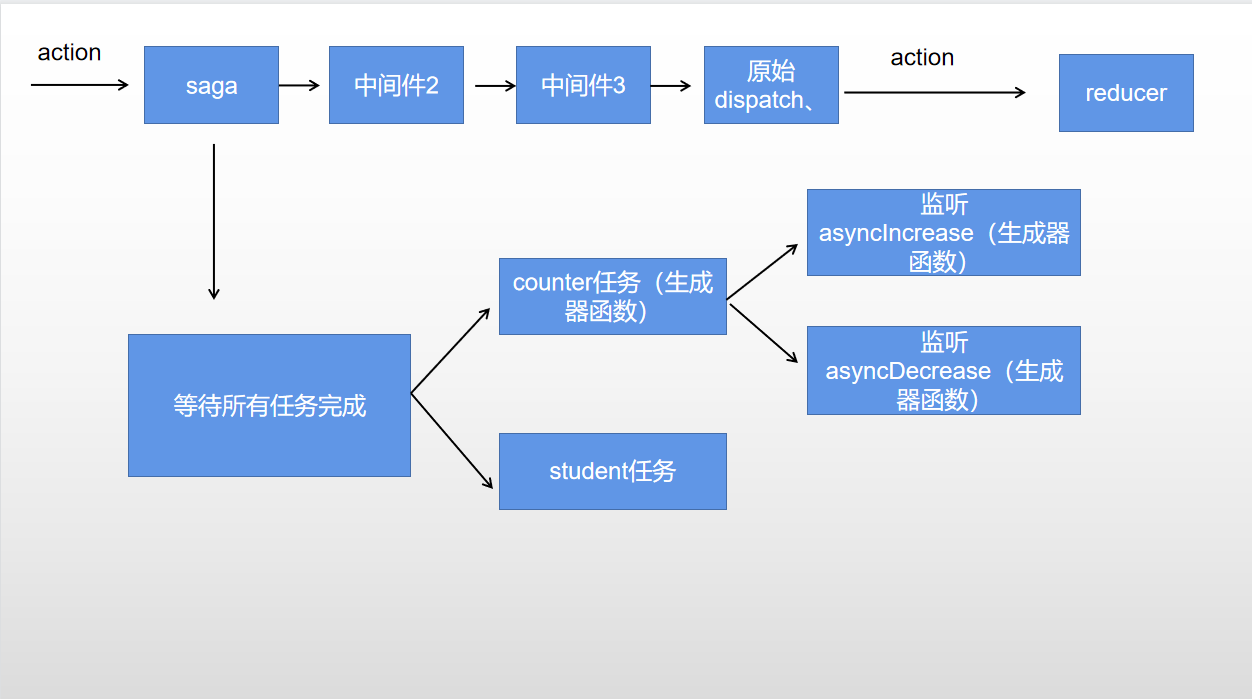 action
saga
中间件2
中间件3
原始
dispatch、
action
reducer
监听
asyncIncrease（生成器
函数）
counter任务（生成
器函数）
监听
asyncDecrease（生成
器函数）
等待所有任务完成
student任务